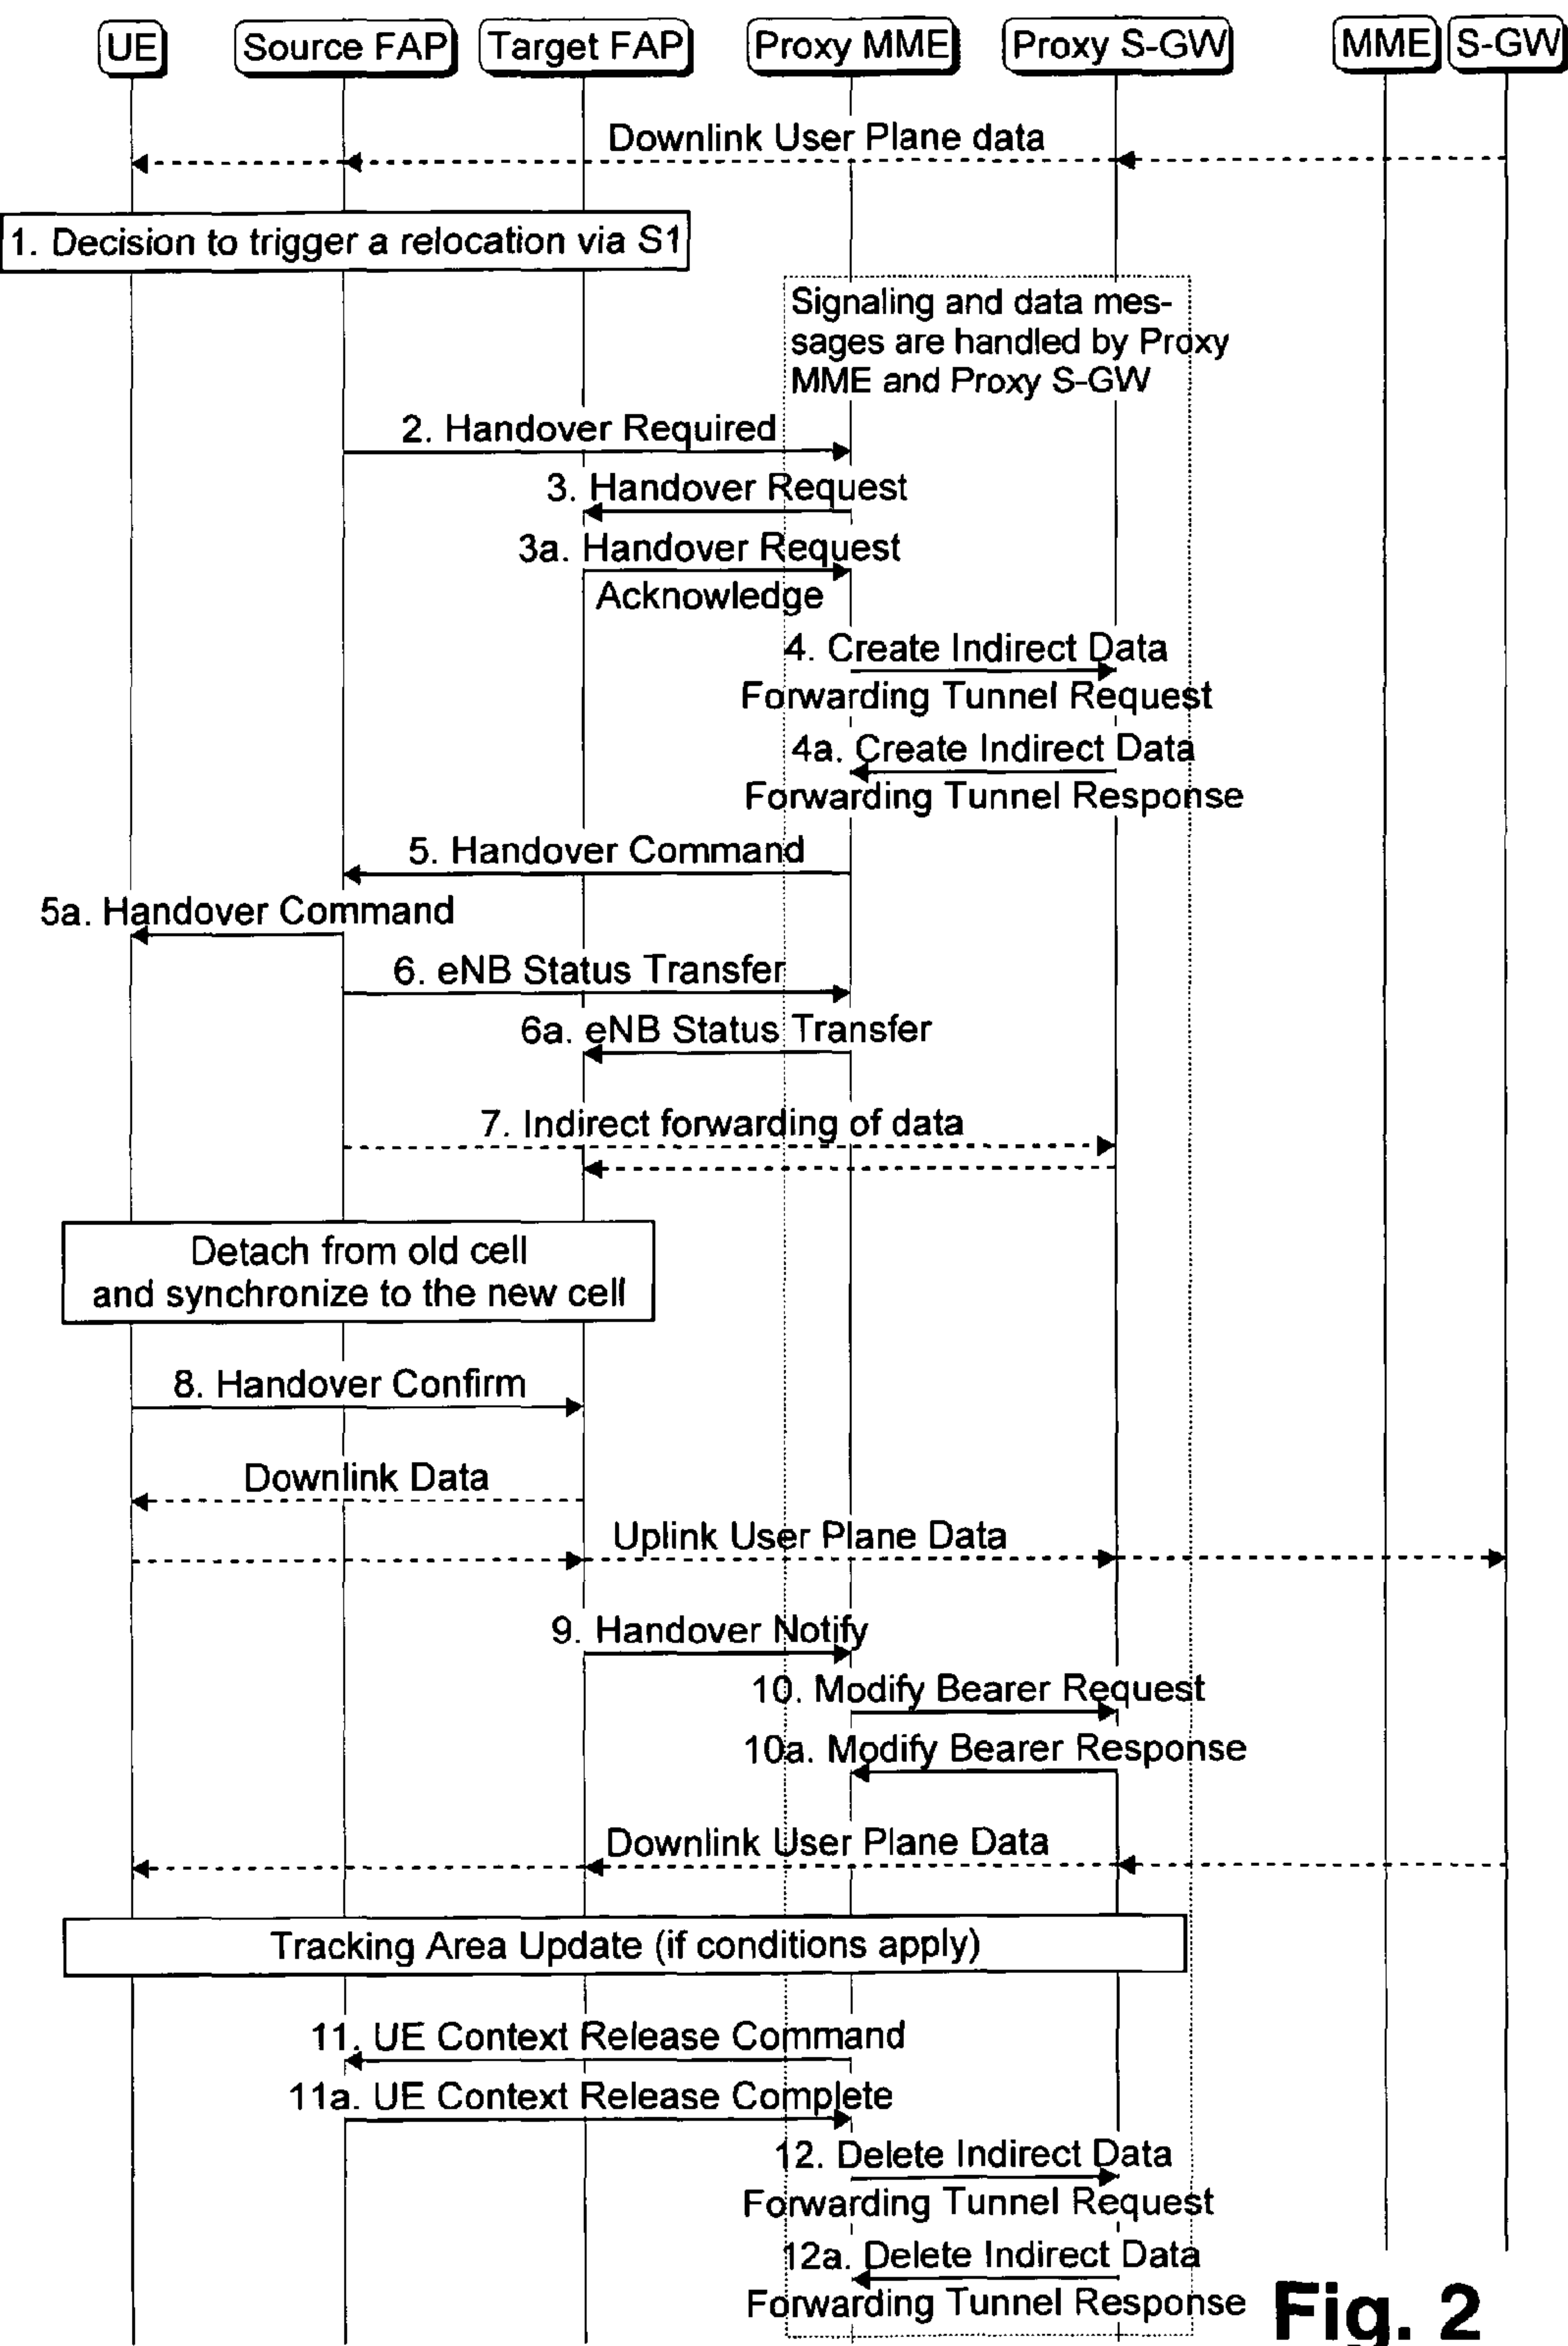 UE Source FAP Target FAP Proxy MME Proxy S-GW MME S-GW
Downlink User Plane data
1. Decision to trigger a relocation via S1
Signaling and data mes-
sages are handled by Proxy
MME and Proxy S-GW
2. Handover Required
3. Handover Request
3a. Handover Request
Acknowledge
4. Create Indirect Data
Forwarding Tunnel Request
4a. Create Indirect Data
Forwarding Tunnel Response
5. Handover Command
5a. Handover Command
6. eNB Status Transfer
6a. eNB Status Transfer
7. Indirect forwarding of data
Detach from old cell
and synchronize to the new cell
8. Handover Confirm
Downlink Data
Uplink User Plane Data
9. Handover Notify
10. Modify Bearer Request
10a. Modify Bearer Response
Downlink User Plane Data
Tracking Area Update (if conditions apply)
11. UE Context Release Command
11a. UE Context Release Complete
12. Delete Indirect Data
Forwarding Tunnel Request
12a. Delete Indirect Data
Forwarding Tunnel Response
Fig. 2